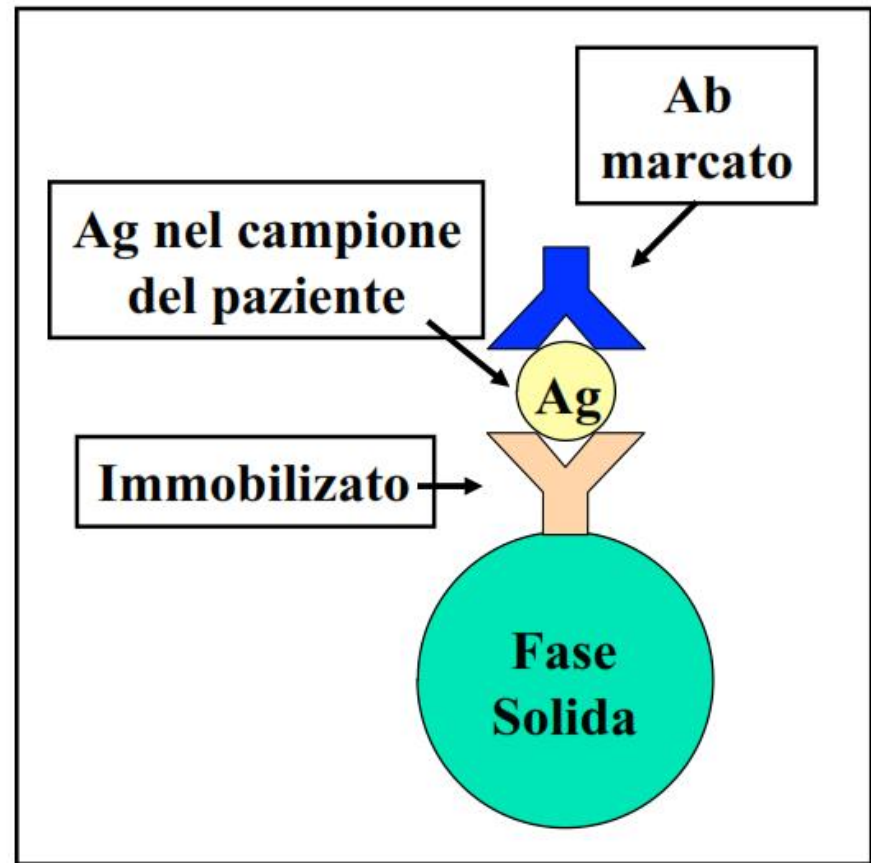 Ab
marcato
Ag nel campione
del paziente
Ag
Immobilizato
Fase
Solida